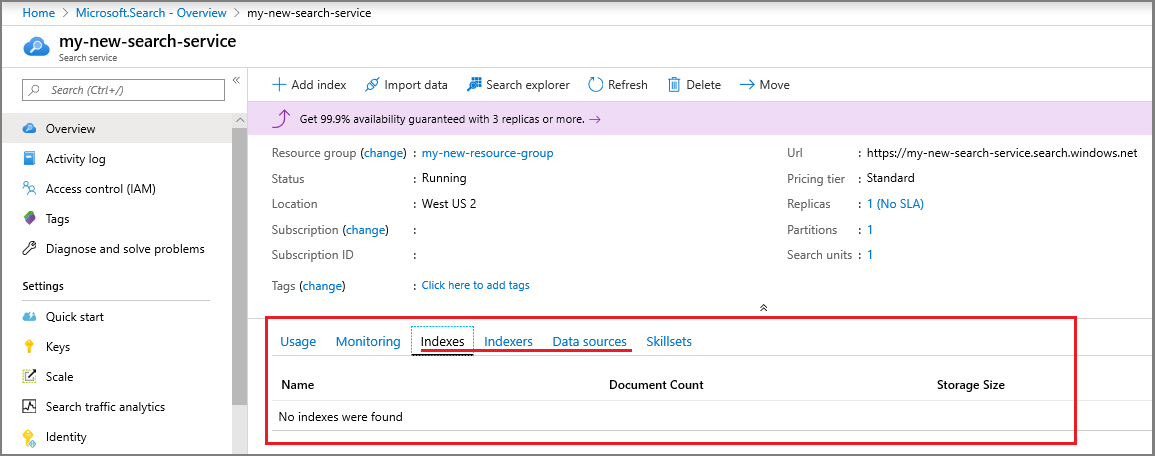 Home > Microsoft.Search - Overview > my-new-search-service
my-new-search-service
Search service
«
Search (Ctrl+/)
Overview
Activity log
Access control (IAM)
Tags
Diagnose and solve problems
Settings
Quick start
Keys
Scale
Search traffic analytics
Identity
Add index Import data Search explorer Refresh Delete Move
Get 99.9% availability guaranteed with 3 replicas or more. →
Resource group (change) : my-new-resource-group
Status : Running
Location : West US 2
Subscription (change) :
Subscription ID :
Tags (change) : Click here to add tags
Url : https://my-new-search-service.search.windows.net
Pricing tier : Standard
Replicas : 1 (No SLA)
Partitions : 1
Search units : 1
Usage Monitoring Indexes Indexers Data sources Skillsets
Name Document Count Storage Size
No indexes were found